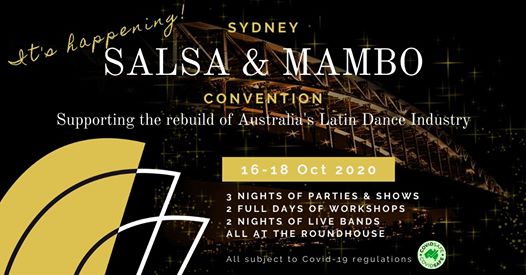 It's happening!
SYDNEY
SALSA & MAMBO
CONVENTION
Supporting the rebuild of Australia's Latin Dance Industry
16-18 Oct 2020
3 NIGHTS OF PARTIES & SHOWS
2 FULL DAYS OF WORKSHOPS
2 NIGHTS OF LIVE BANDS
ALL AT THE ROUNDHOUSE
All subject to Covid-19 regulations
COVIDSAFE